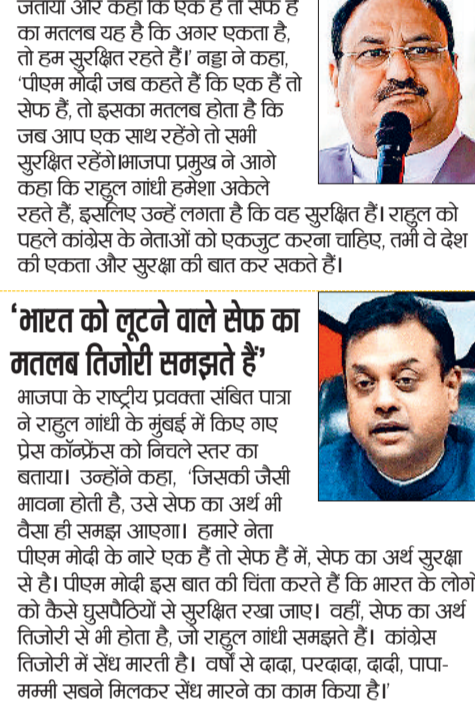 जताया और कहा कि एक हैं तो सेफ हैं
का मतलब यह है कि अगर एकता है,
तो हम सुरक्षित रहते हैं।' नड्डा ने कहा,
'पीएम मोदी जब कहते हैं कि एक हैं तो
सेफ हैं, तो इसका मतलब होता है कि
जब आप एक साथ रहेंगे तो सभी
सुरक्षित रहेंगे।भाजपा प्रमुख ने आगे
कहा कि राहुल गांधी हमेशा अकेले
रहते हैं, इसलिए उन्हें लगता है कि वह सुरक्षित हैं। राहुल को
पहले कांग्रेस के नेताओं को एकजुट करना चाहिए, तभी वे देश
की एकता और सुरक्षा की बात कर सकते हैं।
'भारत को लूटने वाले सेफ का
मतलब तिजोरी समझते हैं'
भाजपा के राष्ट्रीय प्रवक्ता संबित पात्रा
ने राहुल गांधी के मुंबई में किए गए
प्रेस कॉन्फ्रेंस को निचले स्तर का
बताया। उन्होंने कहा, 'जिसकी जैसी
भावना होती है, उसे सेफ का अर्थ भी
वैसा ही समझ आएगा। हमारे नेता
पीएम मोदी के नारे एक हैं तो सेफ हैं में, सेफ का अर्थ सुरक्षा
से है। पीएम मोदी इस बात की चिंता करते हैं कि भारत के लोगों
को कैसे घुसपैठियों से सुरक्षित रखा जाए। वहीं, सेफ का अर्थ
तिजोरी से भी होता है, जो राहुल गांधी समझते हैं। कांग्रेस
तिजोरी में सेंध मारती है। वर्षों से दादा, परदादा, दादी, पापा-
मम्मी सबने मिलकर सेंध मारने का काम किया है।'